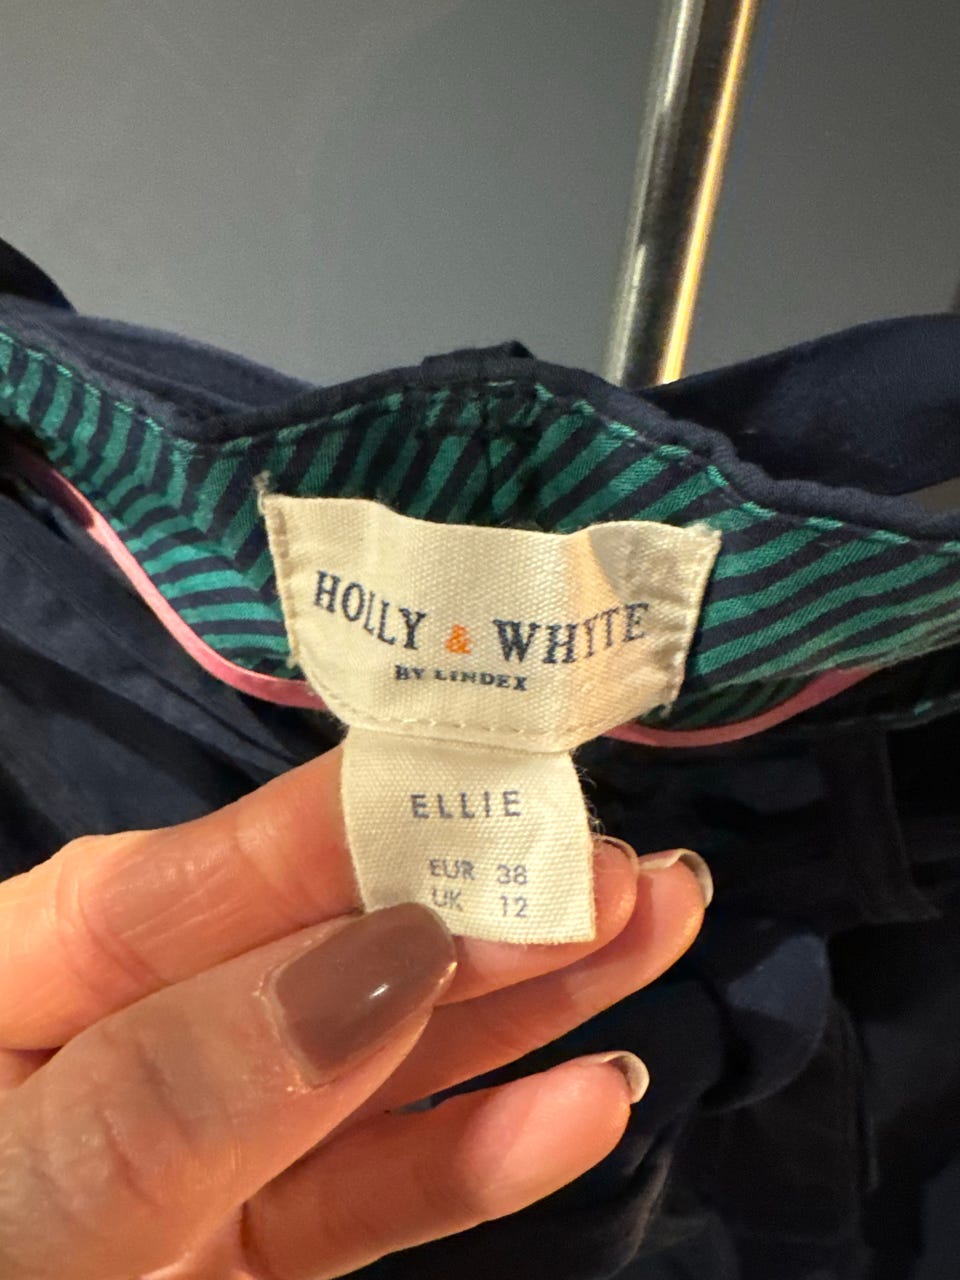 HOLLY & WHITE
BY LINDEX
ELLIE
EUR 38
UK 12